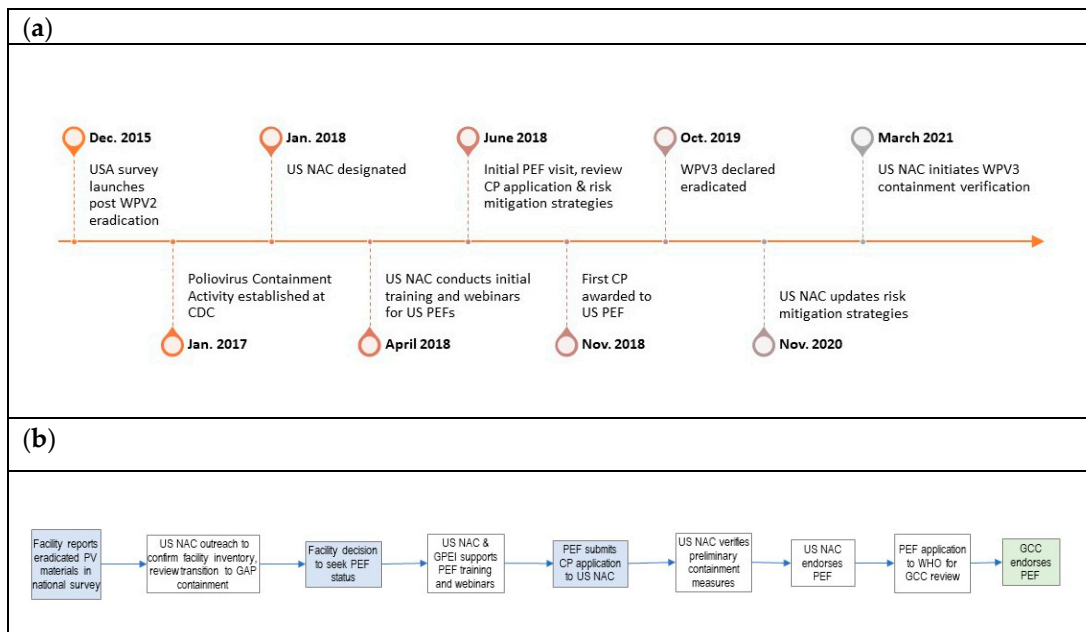 (a)
Dec. 2015
USA survey
launches
post WPV2
eradication
Jan. 2018
US NAC designated
June 2018
Initial PEF visit, review
CP application & risk
mitigation strategies
Oct. 2019
WPV3 declared
eradicated
March 2021
US NAC initiates WPV3
containment verification
Poliovirus Containment
Activity established at
CDC
Jan. 2017
US NAC conducts initial
training and webinars
for US PEFs
April 2018
First CP
awarded to
US PEF
Nov. 2018
US NAC updates risk
mitigation strategies
Nov. 2020
(b)
Facility reports
eradicated PV
materials in
national survey
US NAC outreach to
confirm facility inventory,
review transition to GAP
containment
Facility decision
to seek PEF
status
US NAC &
GPEI supports
PEF training
and webinars
PEF submits
CP application
to US NAC
US NAC verifies
preliminary
containment
measures
US NAC
endorses
PEF
PEF application
to WHO for
GCC review
GCC
endorses
PEF